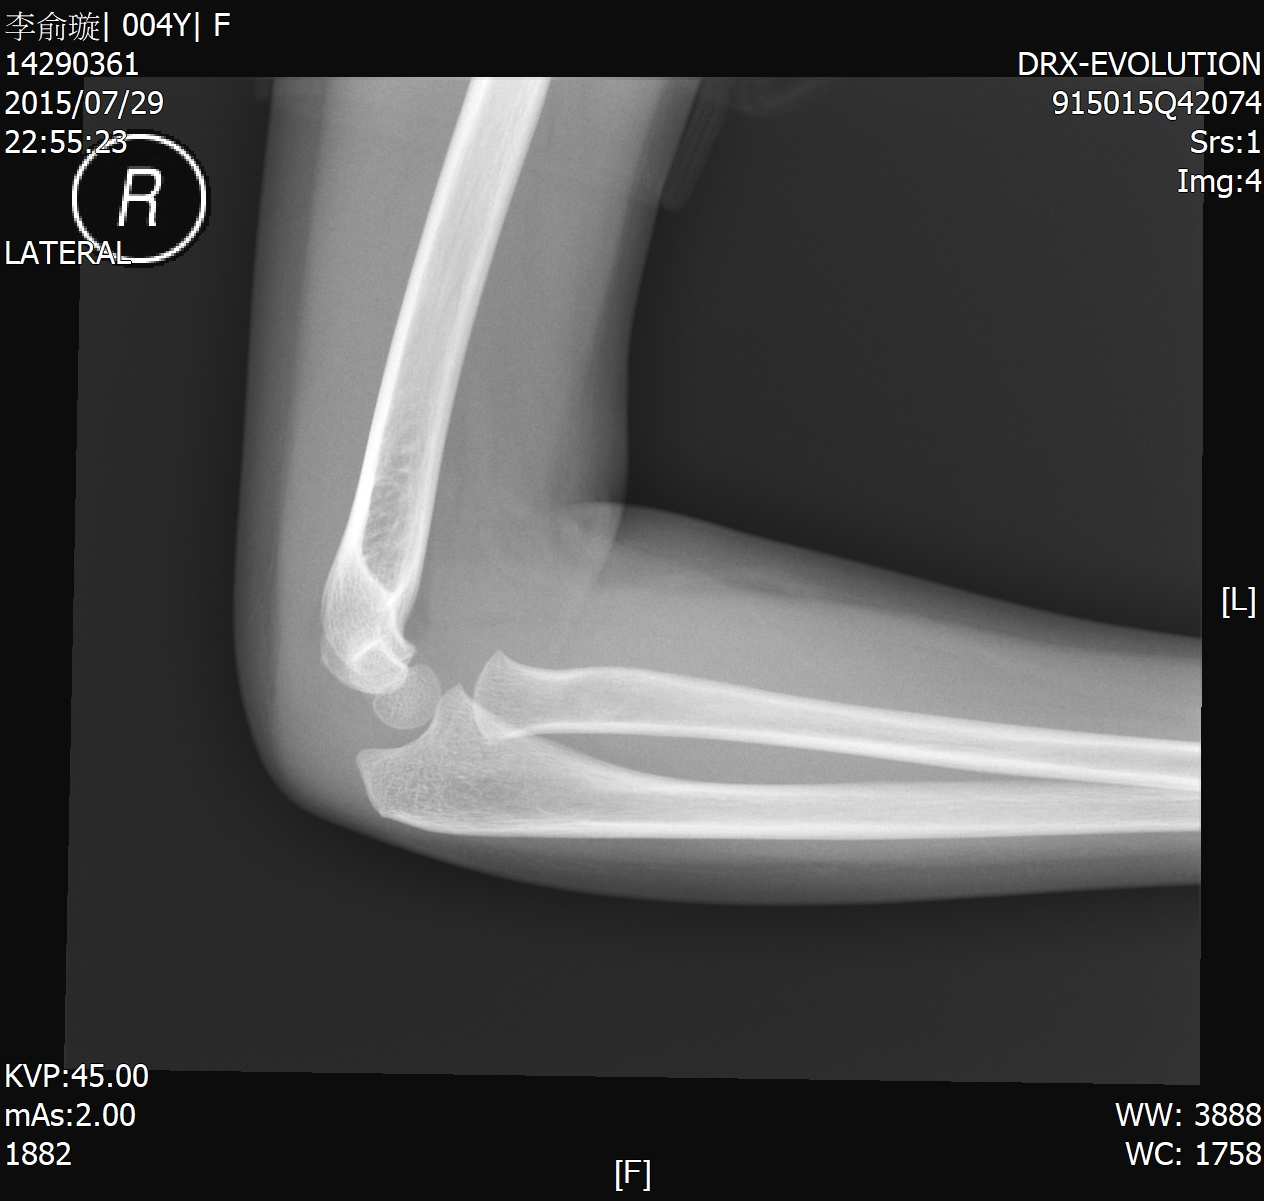 李俞璇| 004Y| F
14290361
2015/07/29
22:55:23
R
LATERAL
DRX-EVOLUTION
915015Q42074
Srs:1
Img:4
[L]
KVP:45.00
mAs:2.00
1882
[F]
WW: 3888
WC: 1758